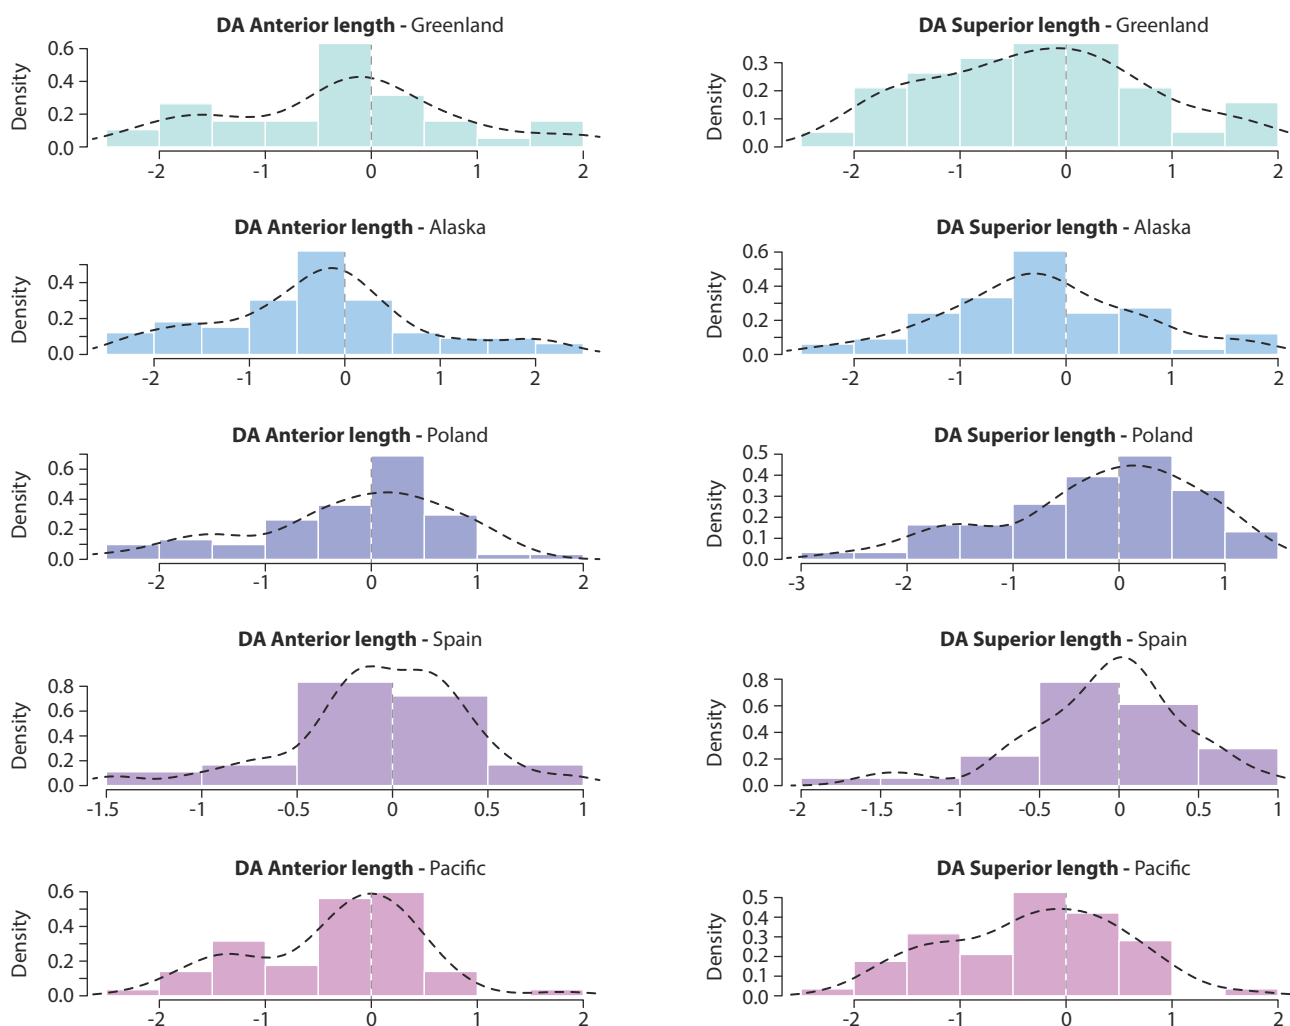 DA Anterior length - Greenland
Density
0.6
0.4
0.2
0.0
-2 -1 0 1 2
DA Superior length - Greenland
Density
0.3
0.2
0.1
0.0
-2 -1 0 1 2
DA Anterior length - Alaska
Density
0.4
0.2
0.0
-2 -1 0 1 2
DA Superior length - Alaska
Density
0.6
0.4
0.2
0.0
-2 -1 0 1 2
DA Anterior length - Poland
Density
0.6
0.4
0.2
0.0
-2 -1 0 1 2
DA Superior length - Poland
Density
0.5
0.4
0.3
0.2
0.1
0.0
-3 -2 -1 0 1
DA Anterior length - Spain
Density
0.8
0.6
0.4
0.2
0.0
-1.5 -1 -0.5 0 0.5 1
DA Superior length - Spain
Density
0.8
0.6
0.4
0.2
0.0
-2 -1.5 -1 -0.5 0 0.5 1
DA Anterior length - Pacific
Density
0.6
0.4
0.2
0.0
-2 -1 0 1 2
DA Superior length - Pacific
Density
0.5
0.4
0.3
0.2
0.1
0.0
-2 -1 0 1 2